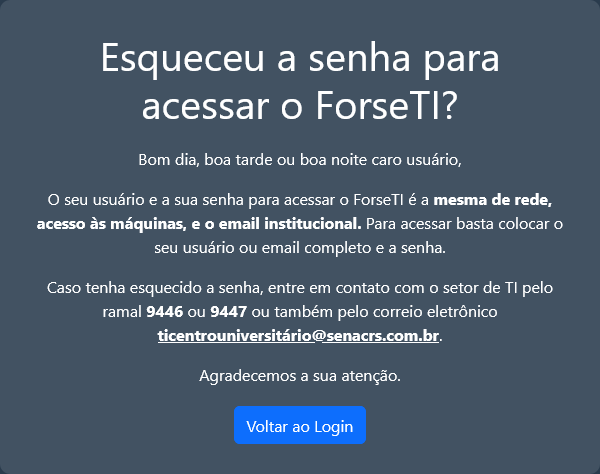 Esqueceu a senha para
acessar o ForseTI?
Bom dia, boa tarde ou boa noite caro usuário,
O seu usuário e a sua senha para acessar o ForseTI é a mesma de rede,
acesso às máquinas, e o email institucional. Para acessar basta colocar o
seu usuário ou email completo e a senha.
Caso tenha esquecido a senha, entre em contato com o setor de TI pelo
ramal 9446 ou 9447 ou também pelo correio eletrônico
ticentrouniversitário@senacrs.com.br.
Agradecemos a sua atenção.
Voltar ao Login